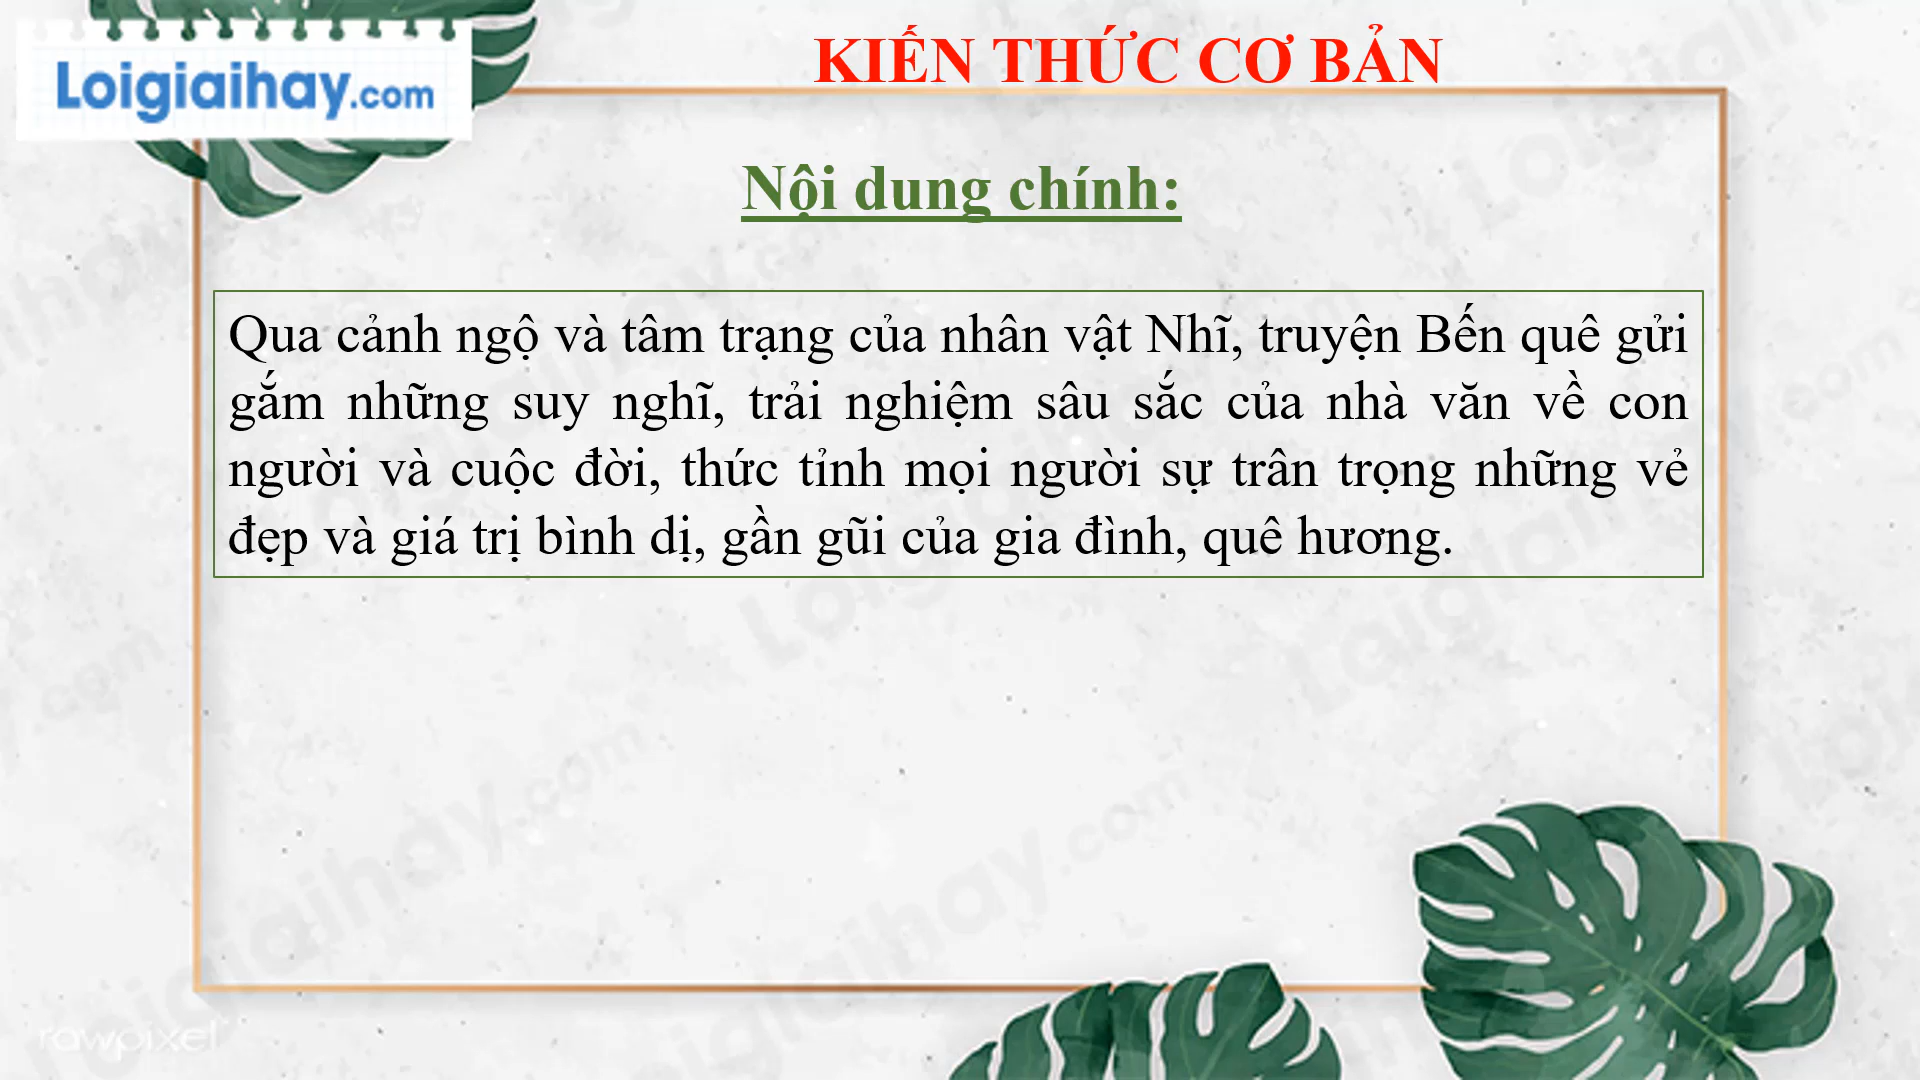 Loigiaihay.com
KIẾN THỨC CƠ BẢN
Nội dung chính:
Qua cảnh ngộ và tâm trạng của nhân vật Nhĩ, truyện Bến quê gửi
gắm những suy nghĩ, trải nghiệm sâu sắc của nhà văn về con
người và cuộc đời, thức tỉnh mọi người sự trân trọng những vẻ
đẹp và giá trị bình dị, gần gũi của gia đình, quê hương.
rawpixel